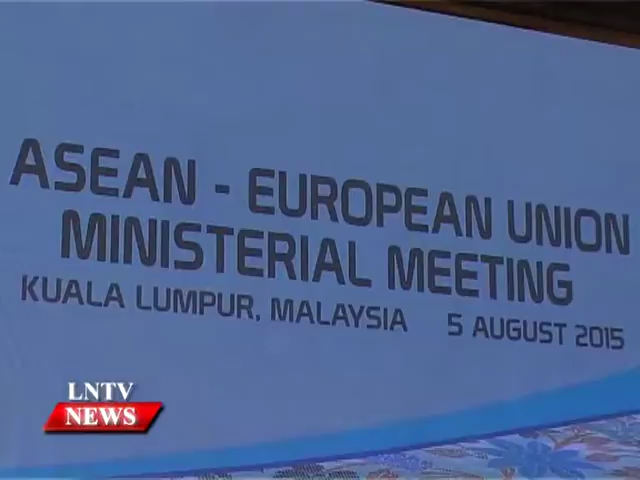 ASEAN - EUROPEAN UNION
MINISTERIAL MEETING
KUALA LUMPUR, MALAYSIA 5 AUGUST 2015
LNTV
NEWS